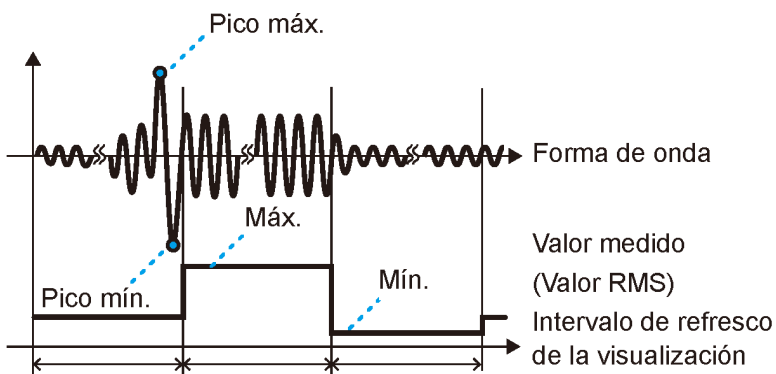 Pico máx.
Forma de onda
Máx.
Pico mín.
Mín.
Valor medido
(Valor RMS)
Intervalo de refresco
de la visualización